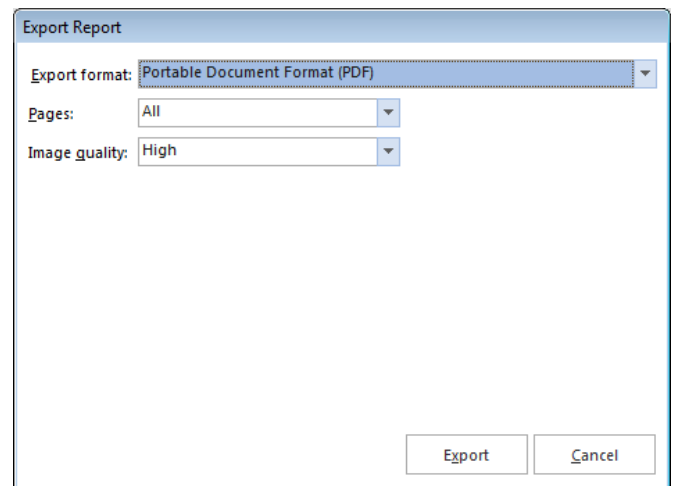 Export Report
Export format: Portable Document Format (PDF)
Pages: All
Image quality: High
Export Cancel